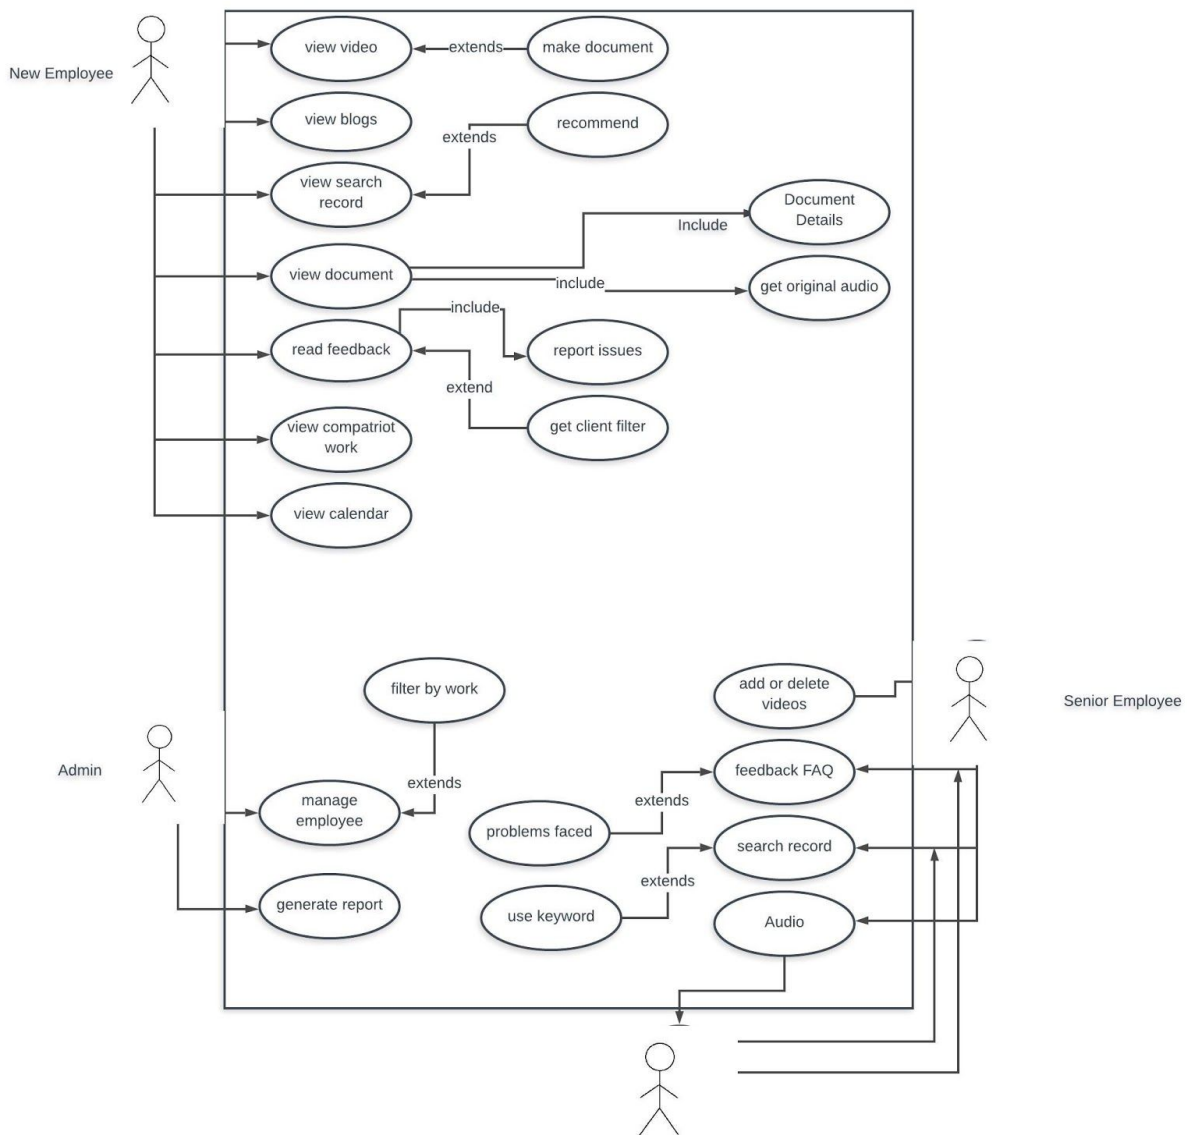 New Employee
view video
extends
make document
view blogs
recommend
extends
view search
record
Document
Details
Include
view document
include
get original audio
include
read feedback
report issues
extend
view compatriot
work
get client filter
view calendar
filter by work
add or delete
videos
Senior Employee
Admin
extends
feedback FAQ
manage
employee
extends
problems faced
search record
extends
generate report
use keyword
Audio